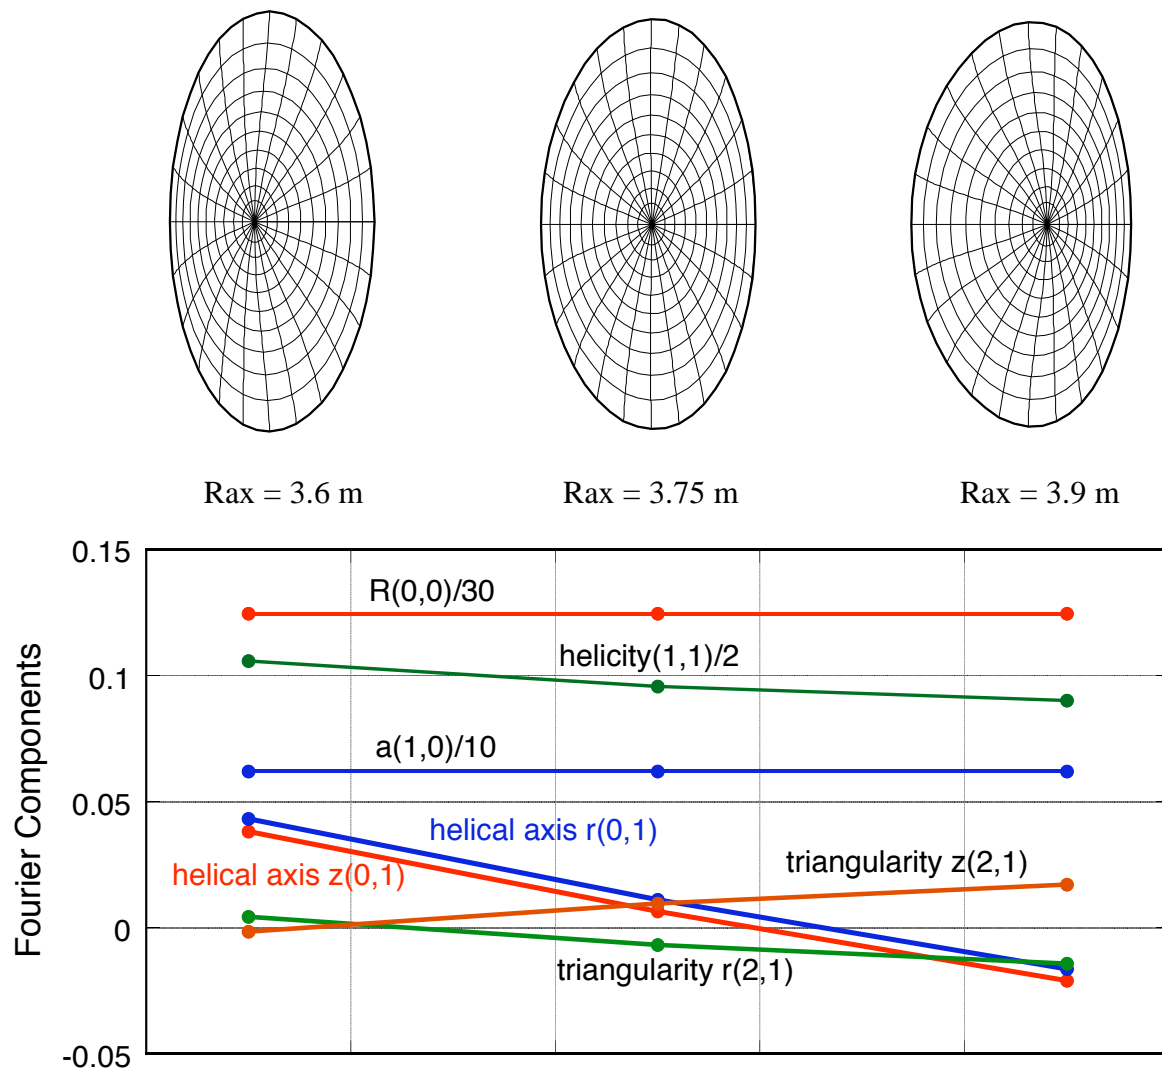 Rax = 3.6 m
Rax = 3.75 m
Rax = 3.9 m
0.15
R(0,0)/30
helicity(1,1)/2
0.1
a(1,0)/10
0.05
helical axis r(0,1)
triangularity z(2,1)
helical axis z(0,1)
0
triangularity r(2,1)
-0.05
Fourier Components